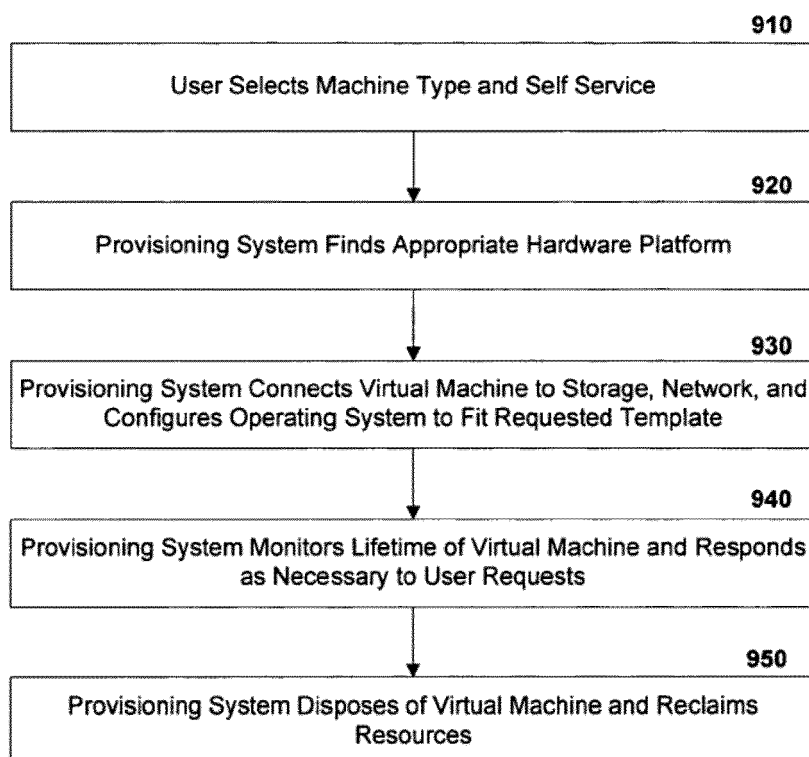 910
User Selects Machine Type and Self Service
920
Provisioning System Finds Appropriate Hardware Platform
930
Provisioning System Connects Virtual Machine to Storage, Network, and
Configures Operating System to Fit Requested Template
940
Provisioning System Monitors Lifetime of Virtual Machine and Responds
as Necessary to User Requests
950
Provisioning System Disposes of Virtual Machine and Reclaims
Resources